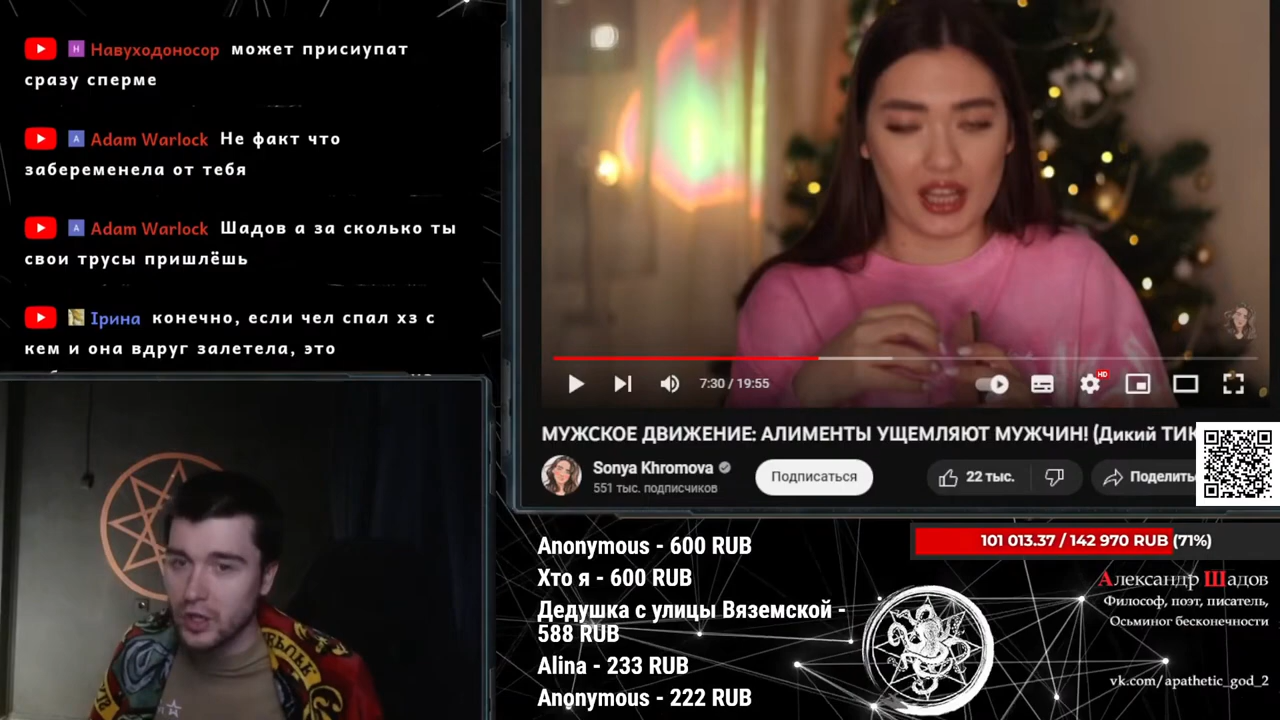 Навуходоносор может присиупат
сразу сперме
Adam Warlock Не факт что
забеременела от тебя
Adam Warlock Шадов а за сколько ты
свои трусы пришлёшь
Ірина конечно, если чел спал хз с
кем и она вдруг залетела, это
7:30 / 19:55
HD
МУЖСКОЕ ДВИЖЕНИЕ: АЛИМЕНТЫ УЩЕМЛЯЮТ МУЖЧИН! (Дикий ТИК
Sonya Khromova
551 тыс. подписчиков
Подписаться
22 тыс.
Поделить
Anonymous - 600 RUB
Хто я - 600 RUB
Дедушка с улицы Вяземской -
588 RUB
Alina - 233 RUB
Anonymous - 222 RUB
101 013.37 / 142 970 RUB (71%)
Александр Шадов
Философ, поэт, писатель,
Осьминог бесконечности
vk.com/apathetic_god_2